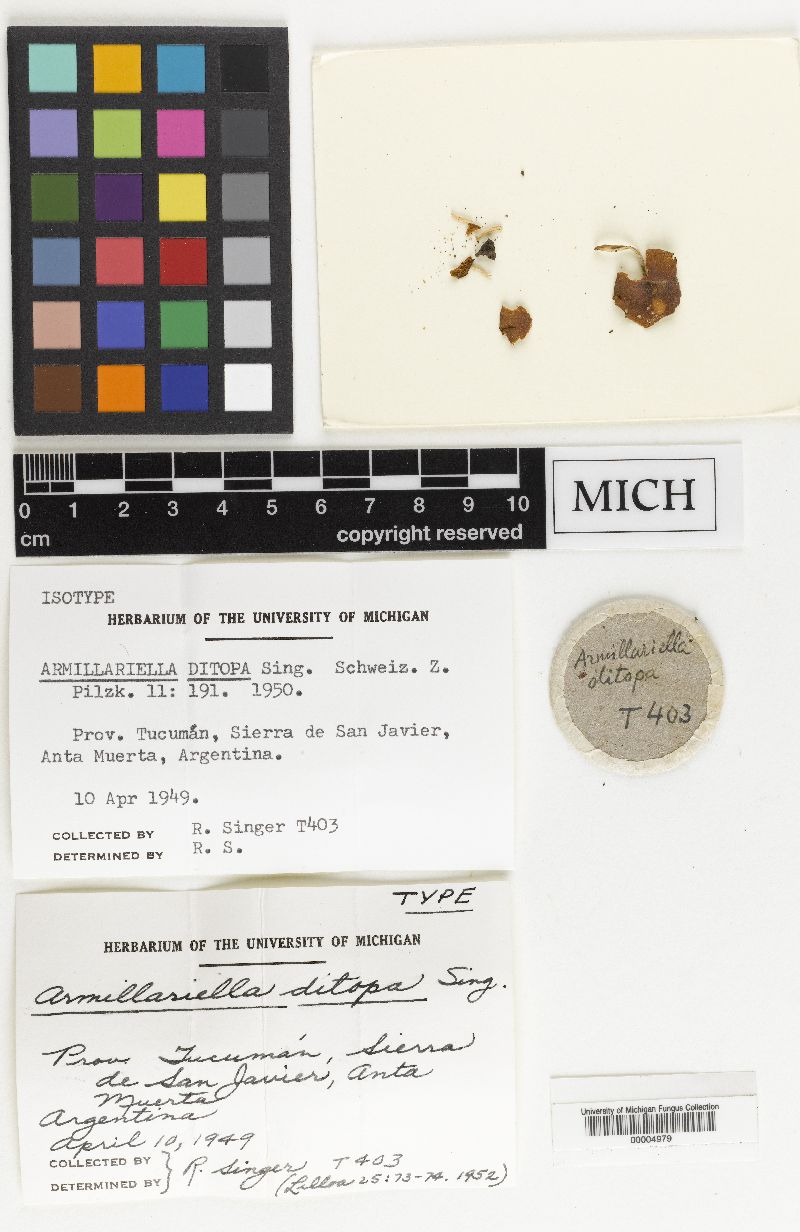 0 1 2 3 4 5 6 7 8 9 10
cm copyright reserved
MICH
ISOTYPE
HERBARIUM OF THE UNIVERSITY OF MICHIGAN
ARMILLARIELLA DITOPA Sing. Schweiz. Z.
Pilzk. 11: 191. 1950.
Prov. Tucumán, Sierra de San Javier,
Anta Muerta, Argentina.
10 Apr 1949.
COLLECTED BY R. Singer T403
DETERMINED BY R. S.
Armillariella
ditopa
T 403
TYPE
HERBARIUM OF THE UNIVERSITY OF MICHIGAN
Armillariella ditopa Sing.
Prov. Tucumán, Sierra
de San Javier, Anta
Muerta
Argentina
April 10, 1949
COLLECTED BY
DETERMINED BY } R. Singer T 403
(Lilloa 25:73-74. 1952)
University of Michigan Fungus Collection
00004979